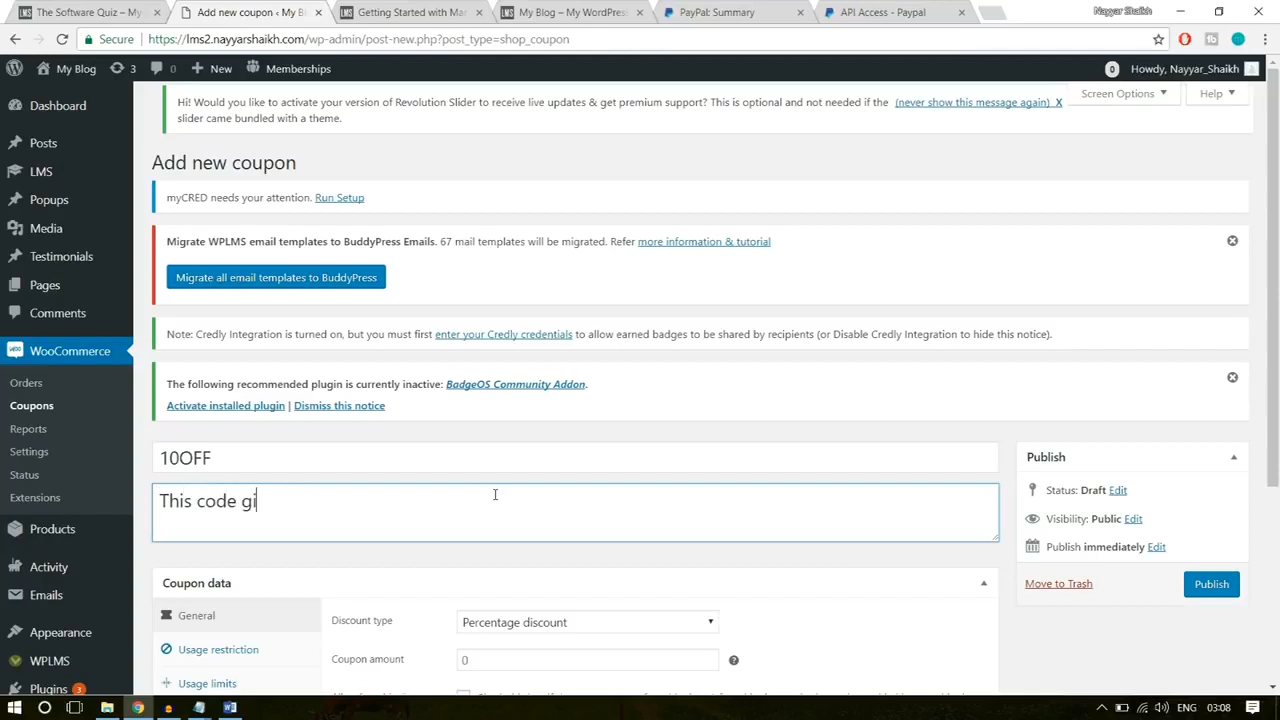 The Software Quiz – M
Add new coupon ‹ My B
Getting Started with Ma
My Blog – My WordPres
PayPal: Summary
API Access - Paypal
Nayyar Shaikh
Secure
https://lms2.nayyarshaikh.com/wp-admin/post-new.php?post_type=shop_coupon
My Blog
3
0
New
Memberships
0
Howdy, Nayyar_Shaikh
Dashboard
Posts
LMS
Popups
Media
Testimonials
Pages
Comments
WooCommerce
Orders
Coupons
Reports
Settings
Status
Extensions
Products
Activity
Emails
Appearance
WPLMS
Plugins 3
Hi! Would you like to activate your version of Revolution Slider to receive live updates & get premium support? This is optional and not needed if the
slider came bundled with a theme.
(never show this message again) X
Screen Options
Help
Add new coupon
myCRED needs your attention. Run Setup
Migrate WPLMS email templates to BuddyPress Emails. 67 mail templates will be migrated. Refer more information & tutorial
Migrate all email templates to BuddyPress
Note: Credly Integration is turned on, but you must first enter your Credly credentials to allow earned badges to be shared by recipients (or Disable Credly Integration to hide this notice).
The following recommended plugin is currently inactive: BadgeOS Community Addon.
Activate installed plugin | Dismiss this notice
10OFF
This code gi
Coupon data
General
Usage restriction
Usage limits
Discount type
Percentage discount
Coupon amount
0
Publish
Status: Draft Edit
Visibility: Public Edit
Publish immediately Edit
Move to Trash
Publish
ENG
03:08